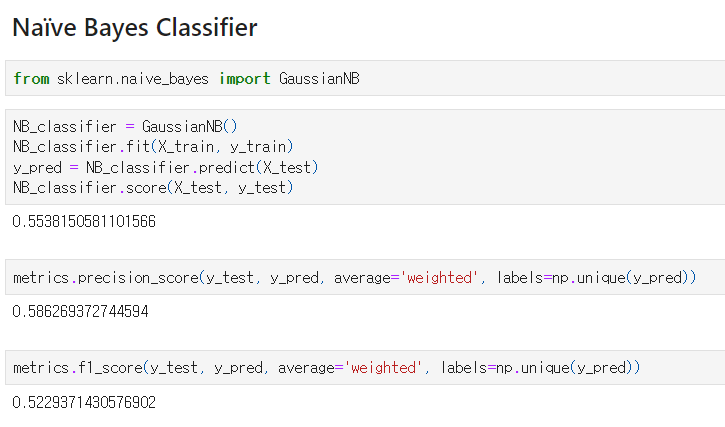 Naïve Bayes Classifier
from sklearn.naive_bayes import GaussianNB
NB_classifier = GaussianNB()
NB_classifier.fit(X_train, y_train)
y_pred = NB_classifier.predict(X_test)
NB_classifier.score(X_test, y_test)
0.5538150581101566
metrics.precision_score(y_test, y_pred, average='weighted', labels=np.unique(y_pred))
0.586269372744594
metrics.f1_score(y_test, y_pred, average='weighted', labels=np.unique(y_pred))
0.5229371430576902